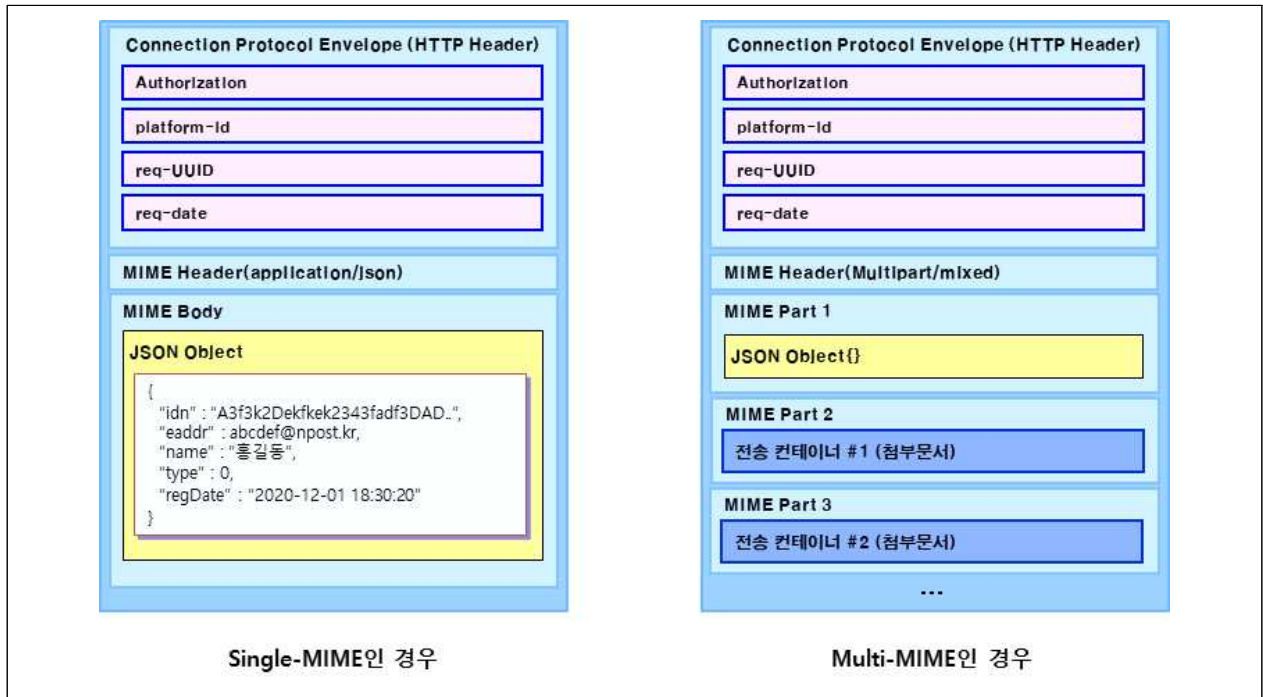 Connection Protocol Envelope (HTTP Header)
Authorization
platform-Id
req-UUID
req-date
MIME Header(application/json)
MIME Body
JSON Object
{
"idn" : "A3f3k2Dekfkek2343fadf3DAD..",
"eaddr" : abcdef@npost.kr,
"name" : "홍길동",
"type" : 0,
"regDate" : "2020-12-01 18:30:20"
}
Single-MIME인 경우
Connection Protocol Envelope (HTTP Header)
Authorization
platform-Id
req-UUID
req-date
MIME Header(Multipart/mixed)
MIME Part 1
JSON Object{}
MIME Part 2
전송 컨테이너 #1 (첨부문서)
MIME Part 3
전송 컨테이너 #2 (첨부문서)
...
Multi-MIME인 경우